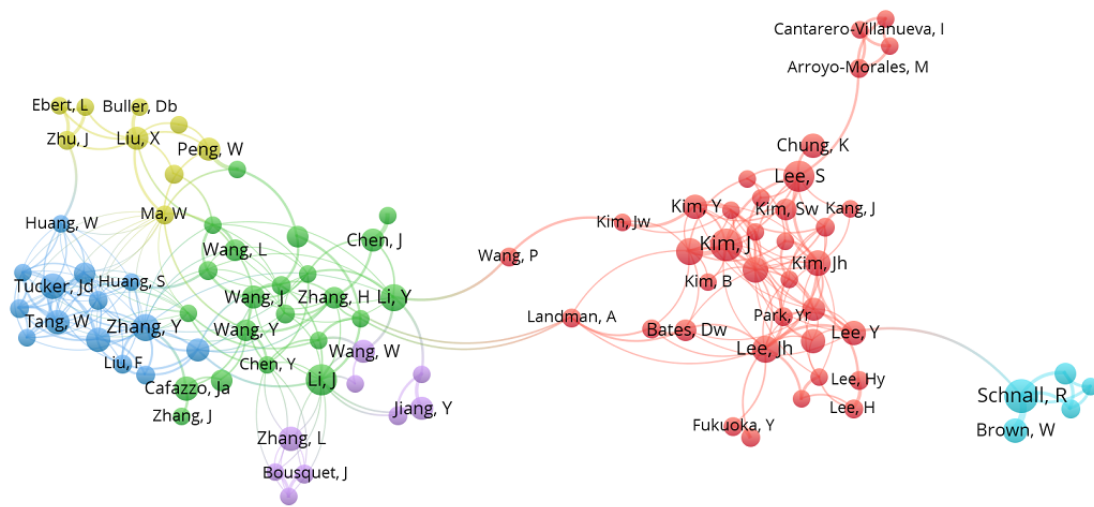 Cantarero-Villanueva, I
Arroyo-Morales, M
Ebert, L
Buller, Db
Zhu, J
Liu, X
Peng, W
Chung, K
Lee, S
Huang, W
Ma, W
Kim, Jw
Kim, Y
Kim, Sw
Kang, J
Wang, L
Chen, J
Wang, P
Kim, J
Kim, Jh
Tucker, Jd
Huang, S
Wang, J
Zhang, H
Li, Y
Kim, B
Tang, W
Zhang, Y
Wang, Y
Landman, A
Bates, Dw
Park, Yr
Lee, Y
Liu, F
Chen, Y
Wang, W
Lee, Jh
Cafazzo, Ja
Li, J
Lee, Hy
Schnall, R
Zhang, J
Jiang, Y
Lee, H
Fukuoka, Y
Brown, W
Zhang, L
Bousquet, J